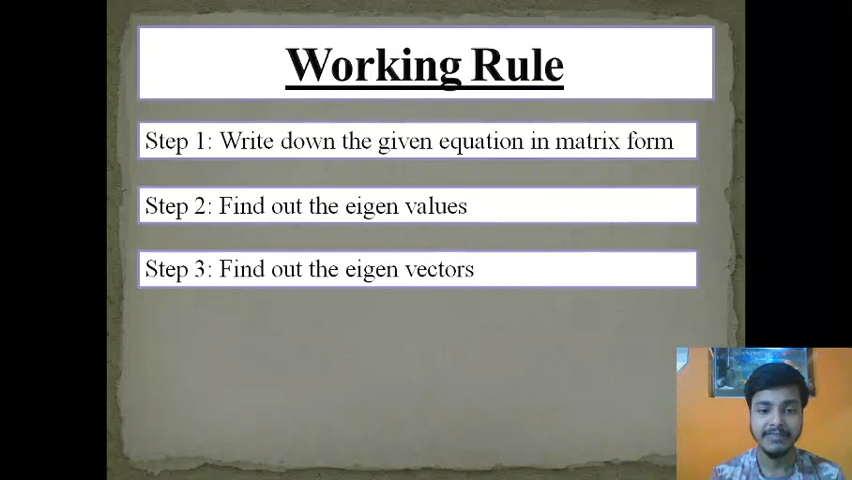 Working Rule
Step 1: Write down the given equation in matrix form
Step 2: Find out the eigen values
Step 3: Find out the eigen vectors